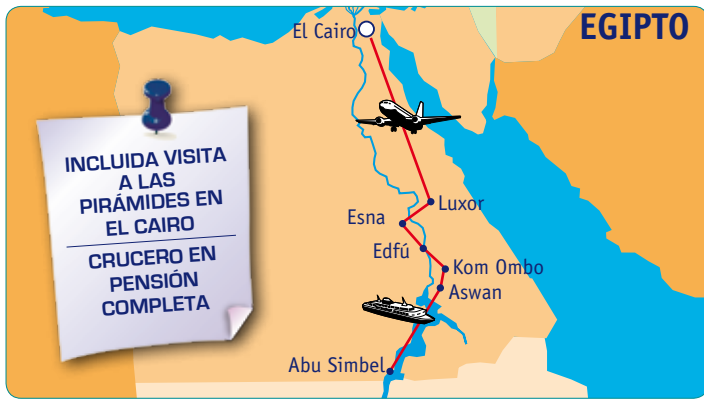 EGIPTO
El Cairo
INCLUIDA VISITA
A LAS
PIRÁMIDES EN
EL CAIRO
CRUCERO EN
PENSIÓN
COMPLETA
Luxor
Esna
Edfú
Kom Ombo
Aswan
Abu Simbel